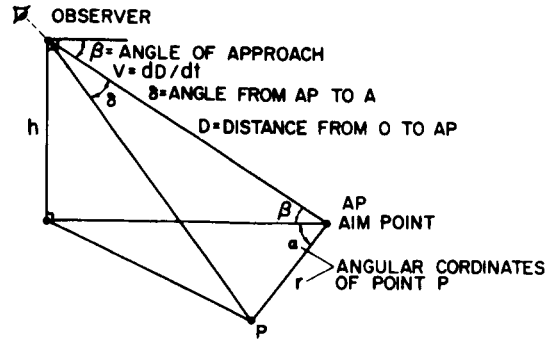 OBSERVER
β=ANGLE OF APPROACH
V=dD/dt
δ=ANGLE FROM AP TO A
δ
D=DISTANCE FROM O TO AP
h
AP
β AIM POINT
α
ANGULAR CORDINATES
r
OF POINT P
P